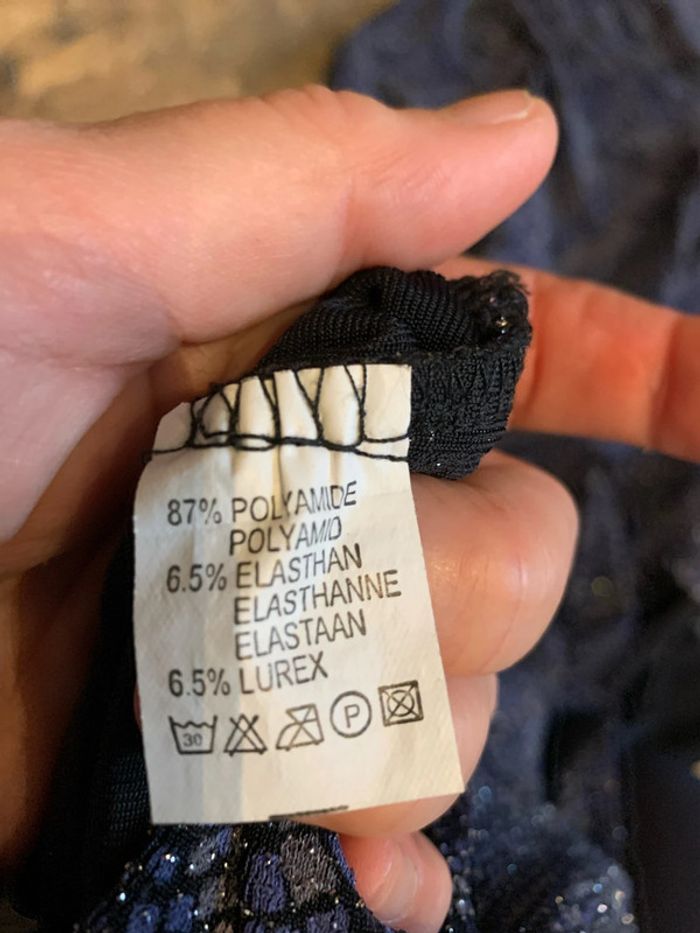 87% POLYAMIDE
POLYAMID
6.5% ELASTHAN
ELASTHANNE
ELASTAAN
6.5% LUREX
30 P